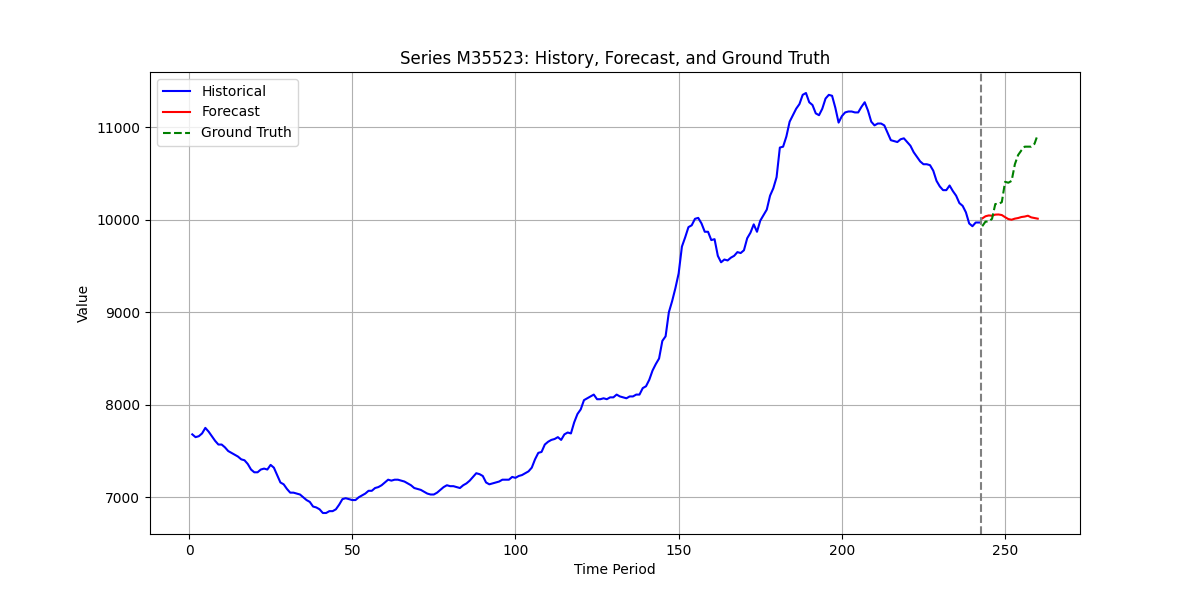 Series M35523: History, Forecast, and Ground Truth
Historical
Forecast
Ground Truth
11000
10000
9000
8000
7000
Value
0 50 100 150 200 250
Time Period